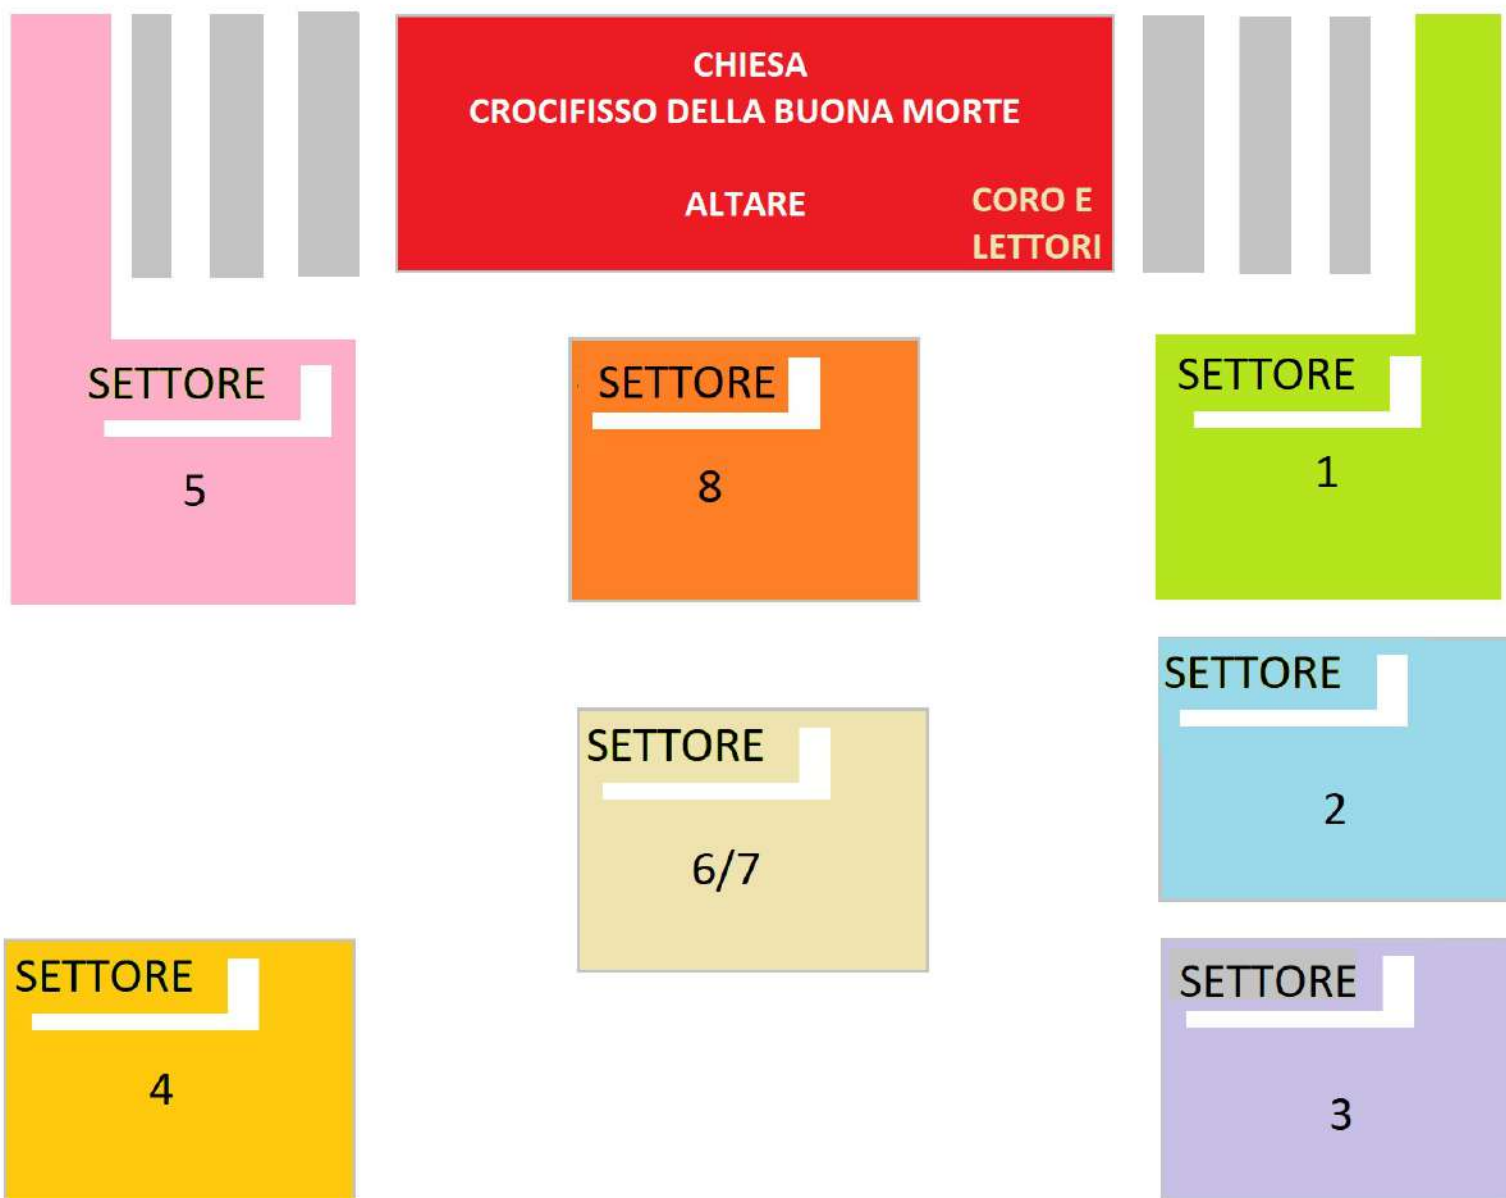 CHIESA
CROCIFISSO DELLA BUONA MORTE
ALTARE
CORO E
LETTORI
SETTORE
5
SETTORE
8
SETTORE
1
SETTORE
2
SETTORE
6/7
SETTORE
4
SETTORE
3